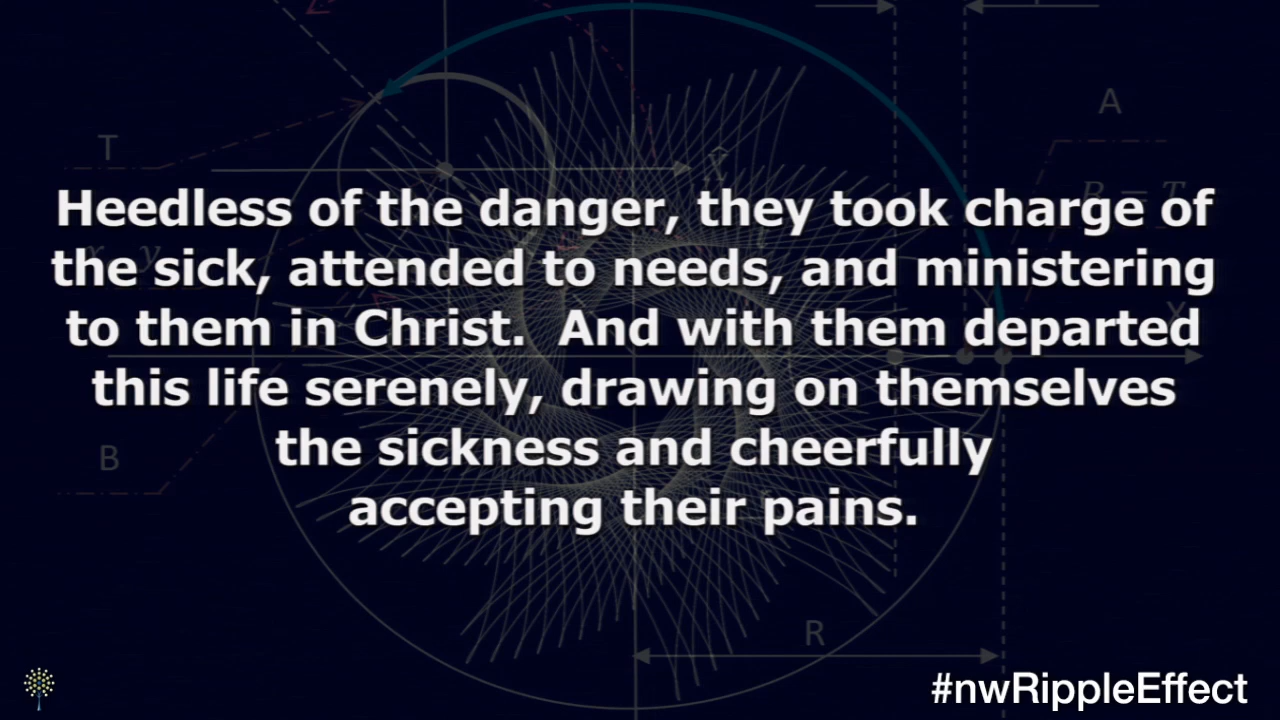 T
A
Heedless of the danger, they took charge of
the sick, attended to needs, and ministering
to them in Christ.  And with them departed
this life serenely, drawing on themselves
the sickness and cheerfully
accepting their pains.
B
R
#nwRippleEffect